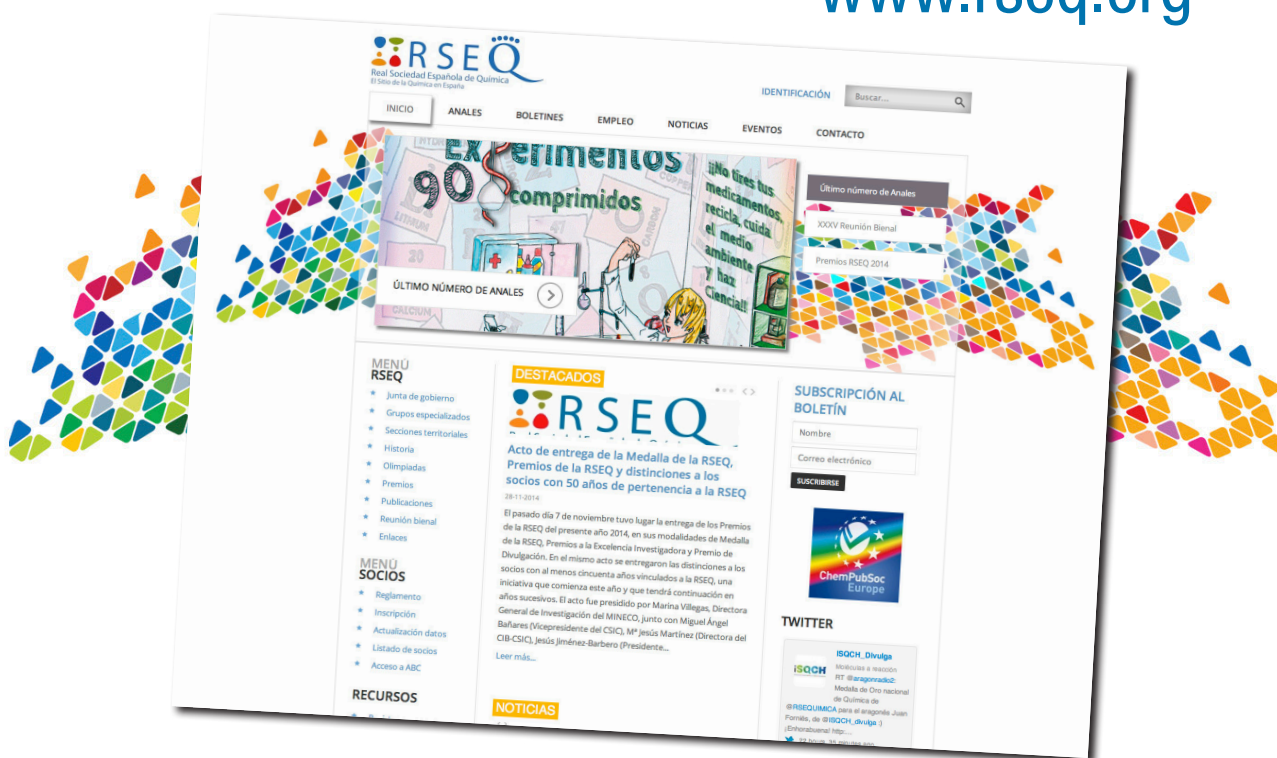 www.rseq.org
RSEQ
Real Sociedad Española de Química
El Sitio de la Química en España
IDENTIFICACIÓN
Buscar...
INICIO
ANALES
BOLETINES
EMPLEO
NOTICIAS
EVENTOS
CONTACTO
Experimentos
90 comprimidos
¡¡No tires tus
medicamentos,
recicla, cuida
el medio
ambiente
y haz
Ciencia!!
LITHIUM
20
CALCIUM
47
CARBON
COPPER
ÚLTIMO NÚMERO DE ANALES
Último número de Anales
XXXV Reunión Bienal
Premios RSEQ 2014
MENÚ
RSEQ
Junta de gobierno
Grupos especializados
Secciones territoriales
Historia
Olimpiadas
Premios
Publicaciones
Reunión bienal
Enlaces
MENÚ
SOCIOS
Reglamento
Inscripción
Actualización datos
Listado de socios
Acceso a ABC
RECURSOS
DESTACADOS
RSEQ
Acto de entrega de la Medalla de la RSEQ,
Premios de la RSEQ y distinciones a los
socios con 50 años de pertenencia a la RSEQ
28-11-2014
El pasado día 7 de noviembre tuvo lugar la entrega de los Premios
de la RSEQ del presente año 2014, en sus modalidades de Medalla
de la RSEQ, Premios a la Excelencia Investigadora y Premio de
Divulgación. En el mismo acto se entregaron las distinciones a los
socios con al menos cincuenta años vinculados a la RSEQ, una
iniciativa que comienza este año y que tendrá continuación en
años sucesivos. El acto fue presidido por Marina Villegas, Directora
General de Investigación del MINECO, junto con Miguel Ángel
Bañares (Vicepresidente del CSIC), Mª Jesús Martínez (Directora del
CIB-CSIC), Jesús Jiménez-Barbero (Presidente...
Leer más...
NOTICIAS
SUBSCRIPCIÓN AL
BOLETÍN
Nombre
Correo electrónico
SUSCRIBIRSE
ChemPubSoc
Europe
TWITTER
ISQCH
ISQCH_Divulga
Moléculas a reacción
RT @aragonradio2:
Medalla de Oro nacional
de Química de
@RSEQUIMICA para el aragonés Juan
Forniés, de @ISQCH_divulga :)
¡Enhorabuena! http:...
22 hours, 35 minutes ago